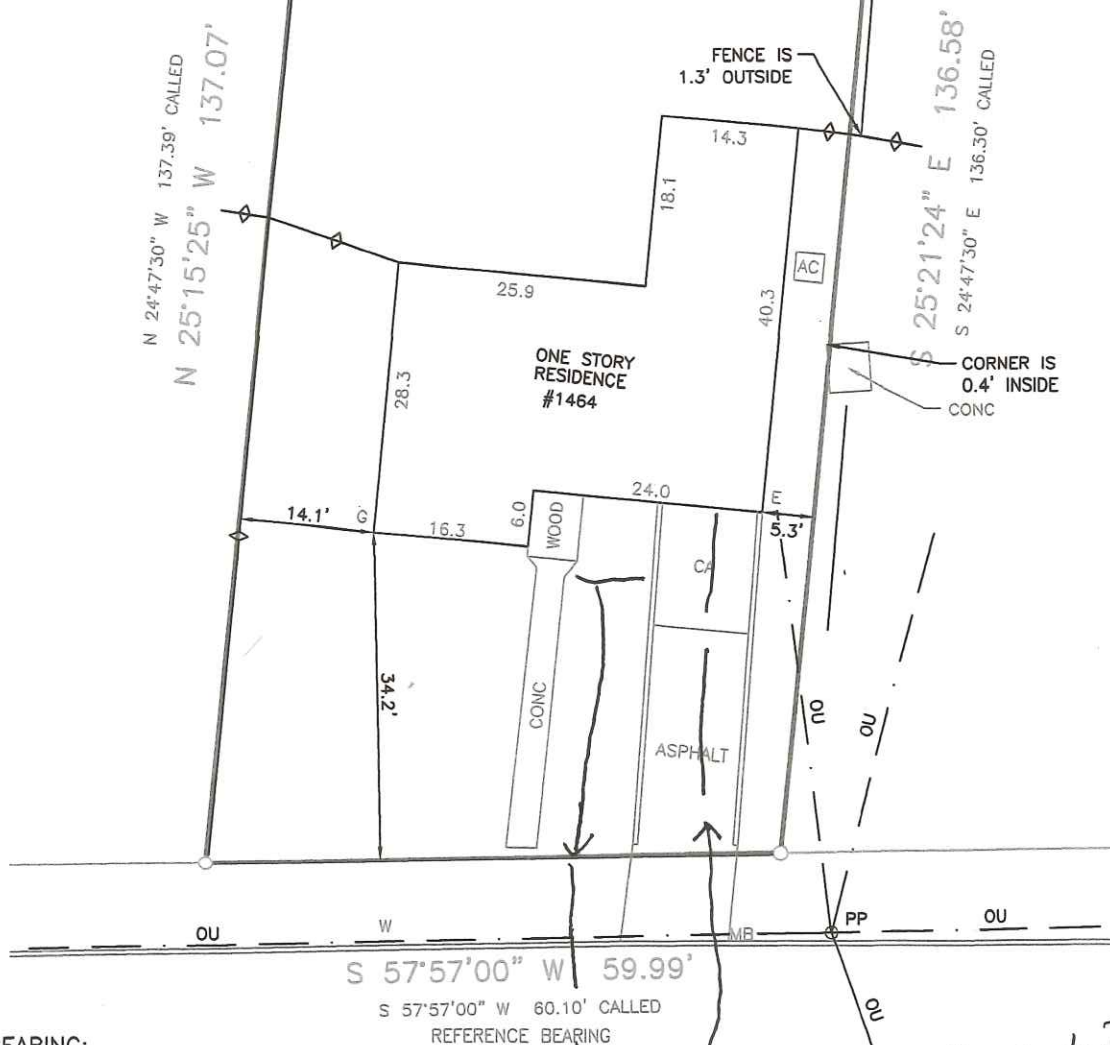 FENCE IS
1.3' OUTSIDE
N 24°47'30" W 137.39' CALLED
N 25°15'25" W 137.07'
S 25°21'24" E 136.58'
S 24°47'30" E 136.30' CALLED
14.3
18.1
AC
25.9
40.3
ONE STORY
RESIDENCE
#1464
28.3
CORNER IS
0.4' INSIDE
CONC
24.0
E
14.1'
G
16.3
6.0
WOOD
5.3'
CA
34.2'
CONC
ASPHALT
OU
OU
PP
OU
W
OU
MB
S 57°57'00" W 59.99'
S 57°57'00" W 60.10' CALLED
REFERENCE BEARING
OU
EARING: